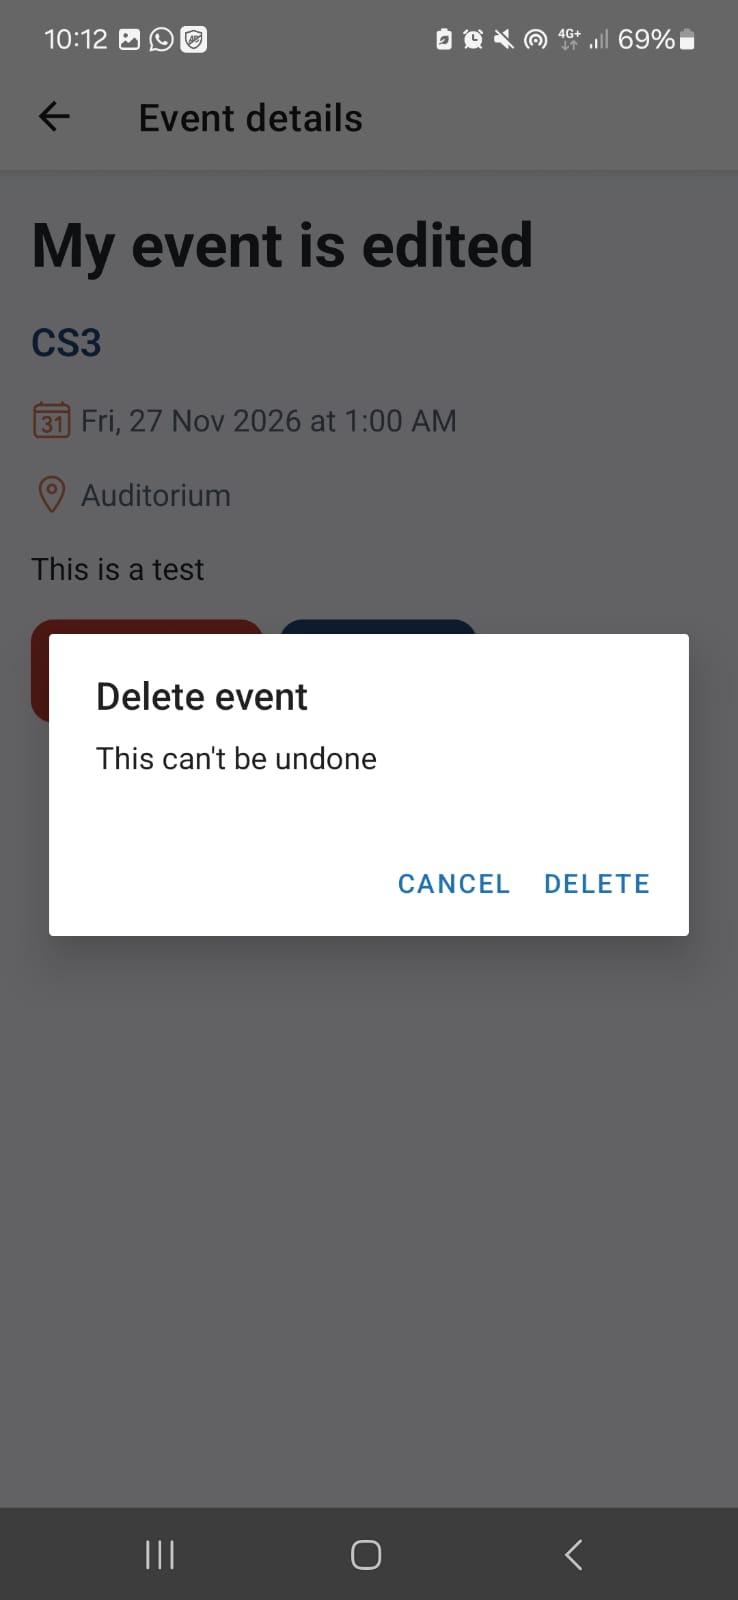 10:12 4G+ 69%
Event details
My event is edited
CS3
31 Fri, 27 Nov 2026 at 1:00 AM
Auditorium
This is a test
Delete event
This can't be undone
CANCEL DELETE